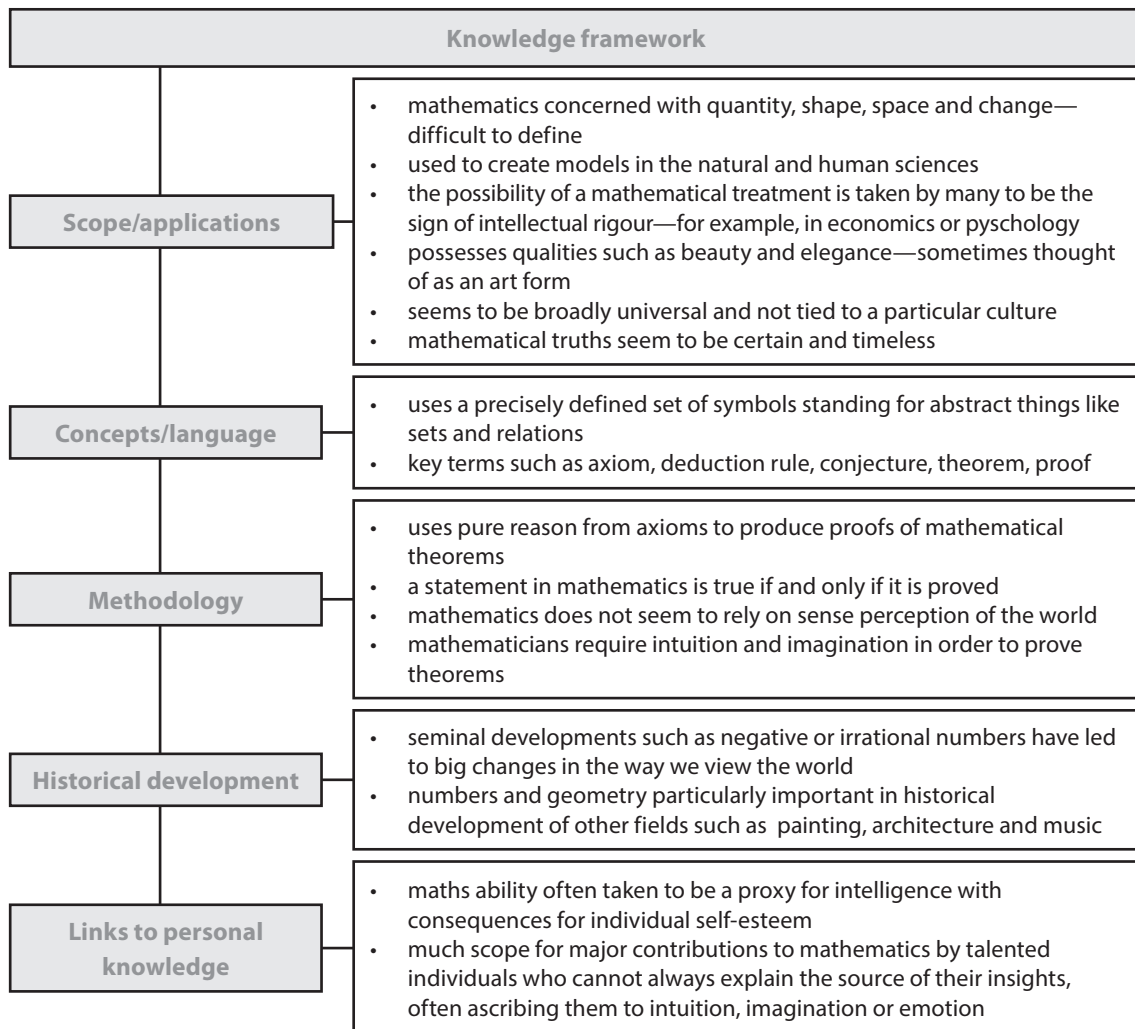 Knowledge framework
Scope/applications
• mathematics concerned with quantity, shape, space and change—
difficult to define
• used to create models in the natural and human sciences
• the possibility of a mathematical treatment is taken by many to be the
sign of intellectual rigour—for example, in economics or pyschology
• possesses qualities such as beauty and elegance—sometimes thought
of as an art form
• seems to be broadly universal and not tied to a particular culture
• mathematical truths seem to be certain and timeless
Concepts/language
• uses a precisely defined set of symbols standing for abstract things like
sets and relations
• key terms such as axiom, deduction rule, conjecture, theorem, proof
Methodology
• uses pure reason from axioms to produce proofs of mathematical
theorems
• a statement in mathematics is true if and only if it is proved
• mathematics does not seem to rely on sense perception of the world
• mathematicians require intuition and imagination in order to prove
theorems
Historical development
• seminal developments such as negative or irrational numbers have led
to big changes in the way we view the world
• numbers and geometry particularly important in historical
development of other fields such as painting, architecture and music
Links to personal
knowledge
• maths ability often taken to be a proxy for intelligence with
consequences for individual self-esteem
• much scope for major contributions to mathematics by talented
individuals who cannot always explain the source of their insights,
often ascribing them to intuition, imagination or emotion